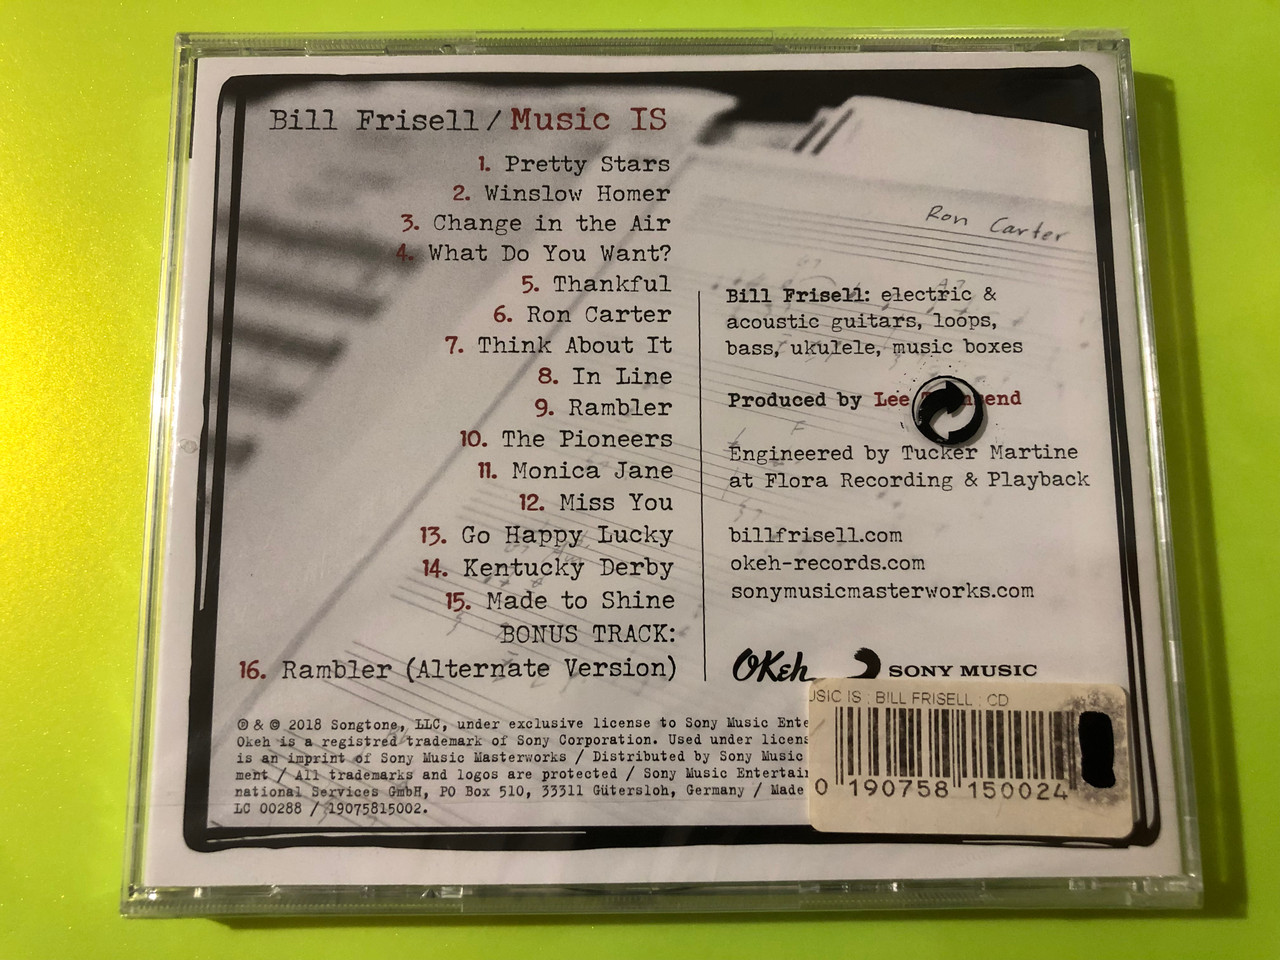 Bill Frisell / Music IS
1. Pretty Stars
2. Winslow Homer
3. Change in the Air
4. What Do You Want?
5. Thankful
6. Ron Carter
7. Think About It
8. In Line
9. Rambler
10. The Pioneers
11. Monica Jane
12. Miss You
13. Go Happy Lucky
14. Kentucky Derby
15. Made to Shine
BONUS TRACK:
16. Rambler (Alternate Version)
Ron Carter
Bill Frisell: electric &
acoustic guitars, loops,
bass, ukulele, music boxes
Produced by Lee
Engineered by Tucker Martine
at Flora Recording & Playback
billfrisell.com
okeh-records.com
sonymusicmasterworks.com
OKeh
SONY MUSIC
℗ & © 2018 Songtone, LLC, under exclusive license to Sony Music
Okeh is a registred trademark of Sony Corporation. Used under
is an imprint of Sony Music Masterworks / Distributed by Sony Music
ment / All trademarks and logos are protected / Sony Music
national Services GmbH, PO Box 510, 33311 Gütersloh, Germany / Made
LC 00288 / 19075815002.
IS : BILL FRISELL : CD
0 190758 150024